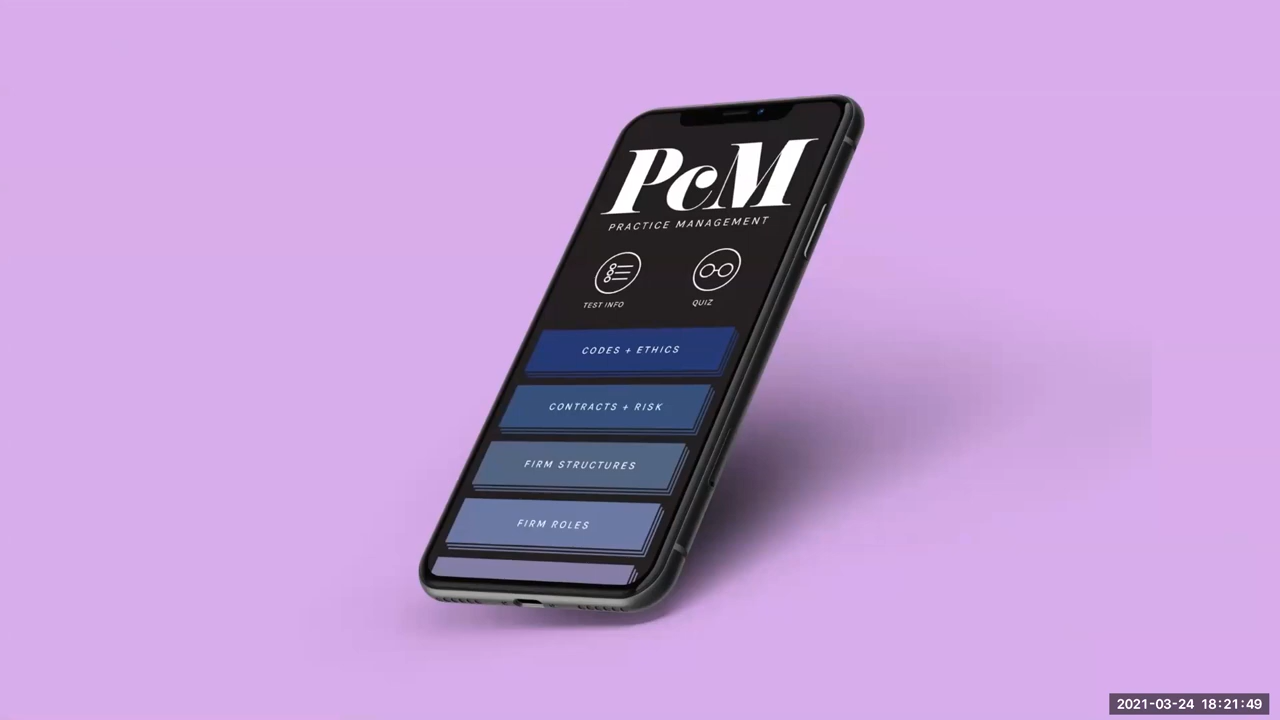 PcM
PRACTICE MANAGEMENT
TEST INFO
QUIZ
CODES + ETHICS
CONTRACTS + RISK
FIRM STRUCTURES
FIRM ROLES
2021-03-24 18:21:49